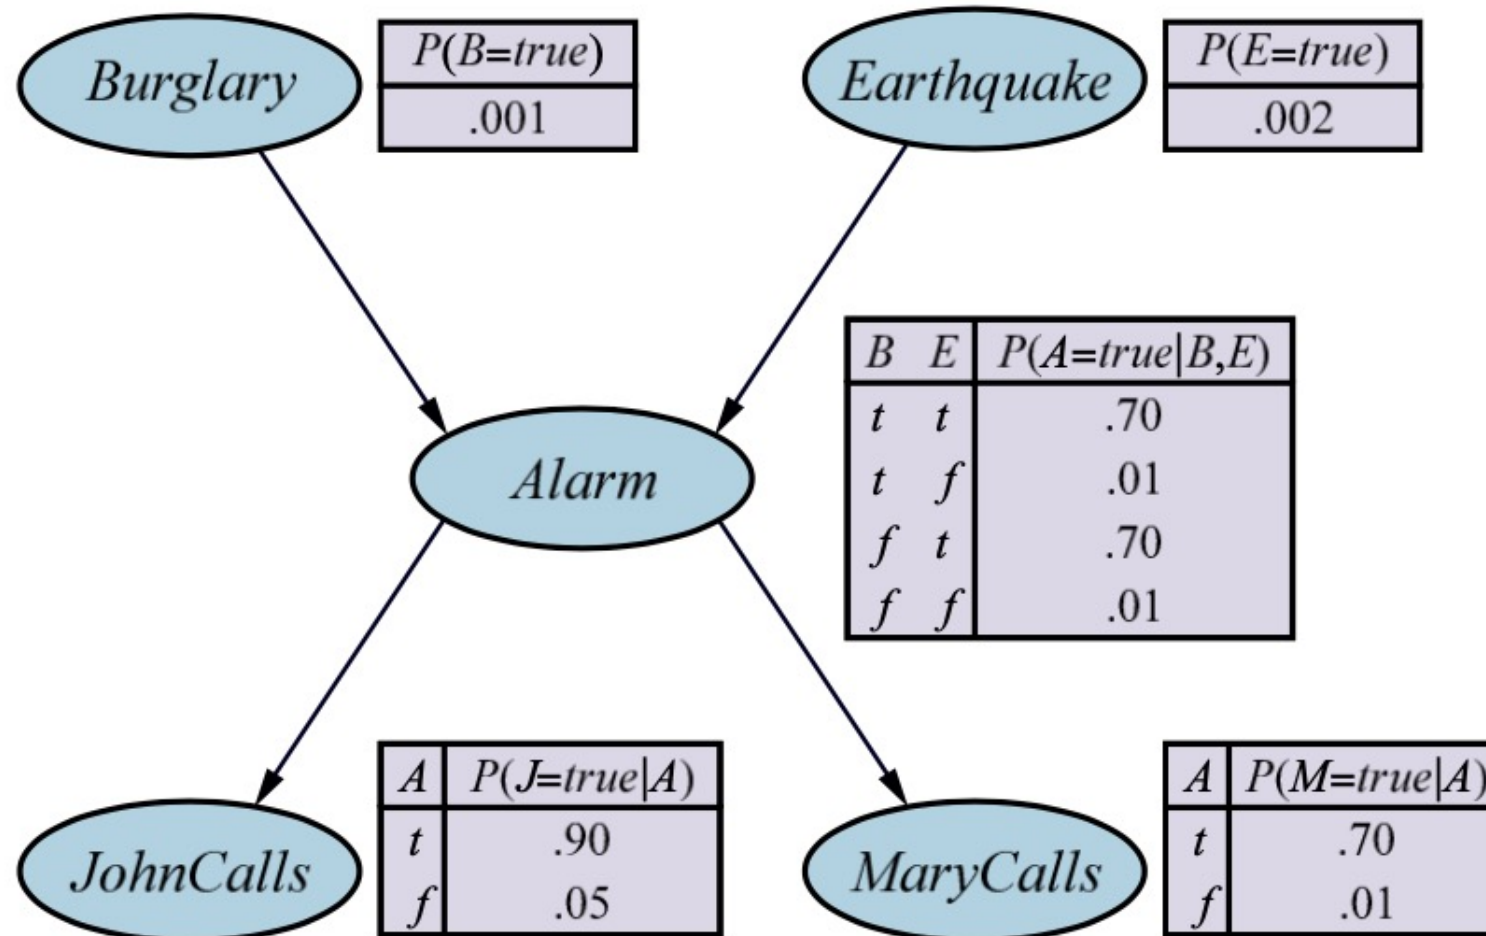 Burglary
P(B=true)
.001
Earthquake
P(E=true)
.002
B E P(A=true|B,E)
t t .70
t f .01
f t .70
f f .01
Alarm
JohnCalls
A P(J=true|A)
t .90
f .05
MaryCalls
A P(M=true|A)
t .70
f .01